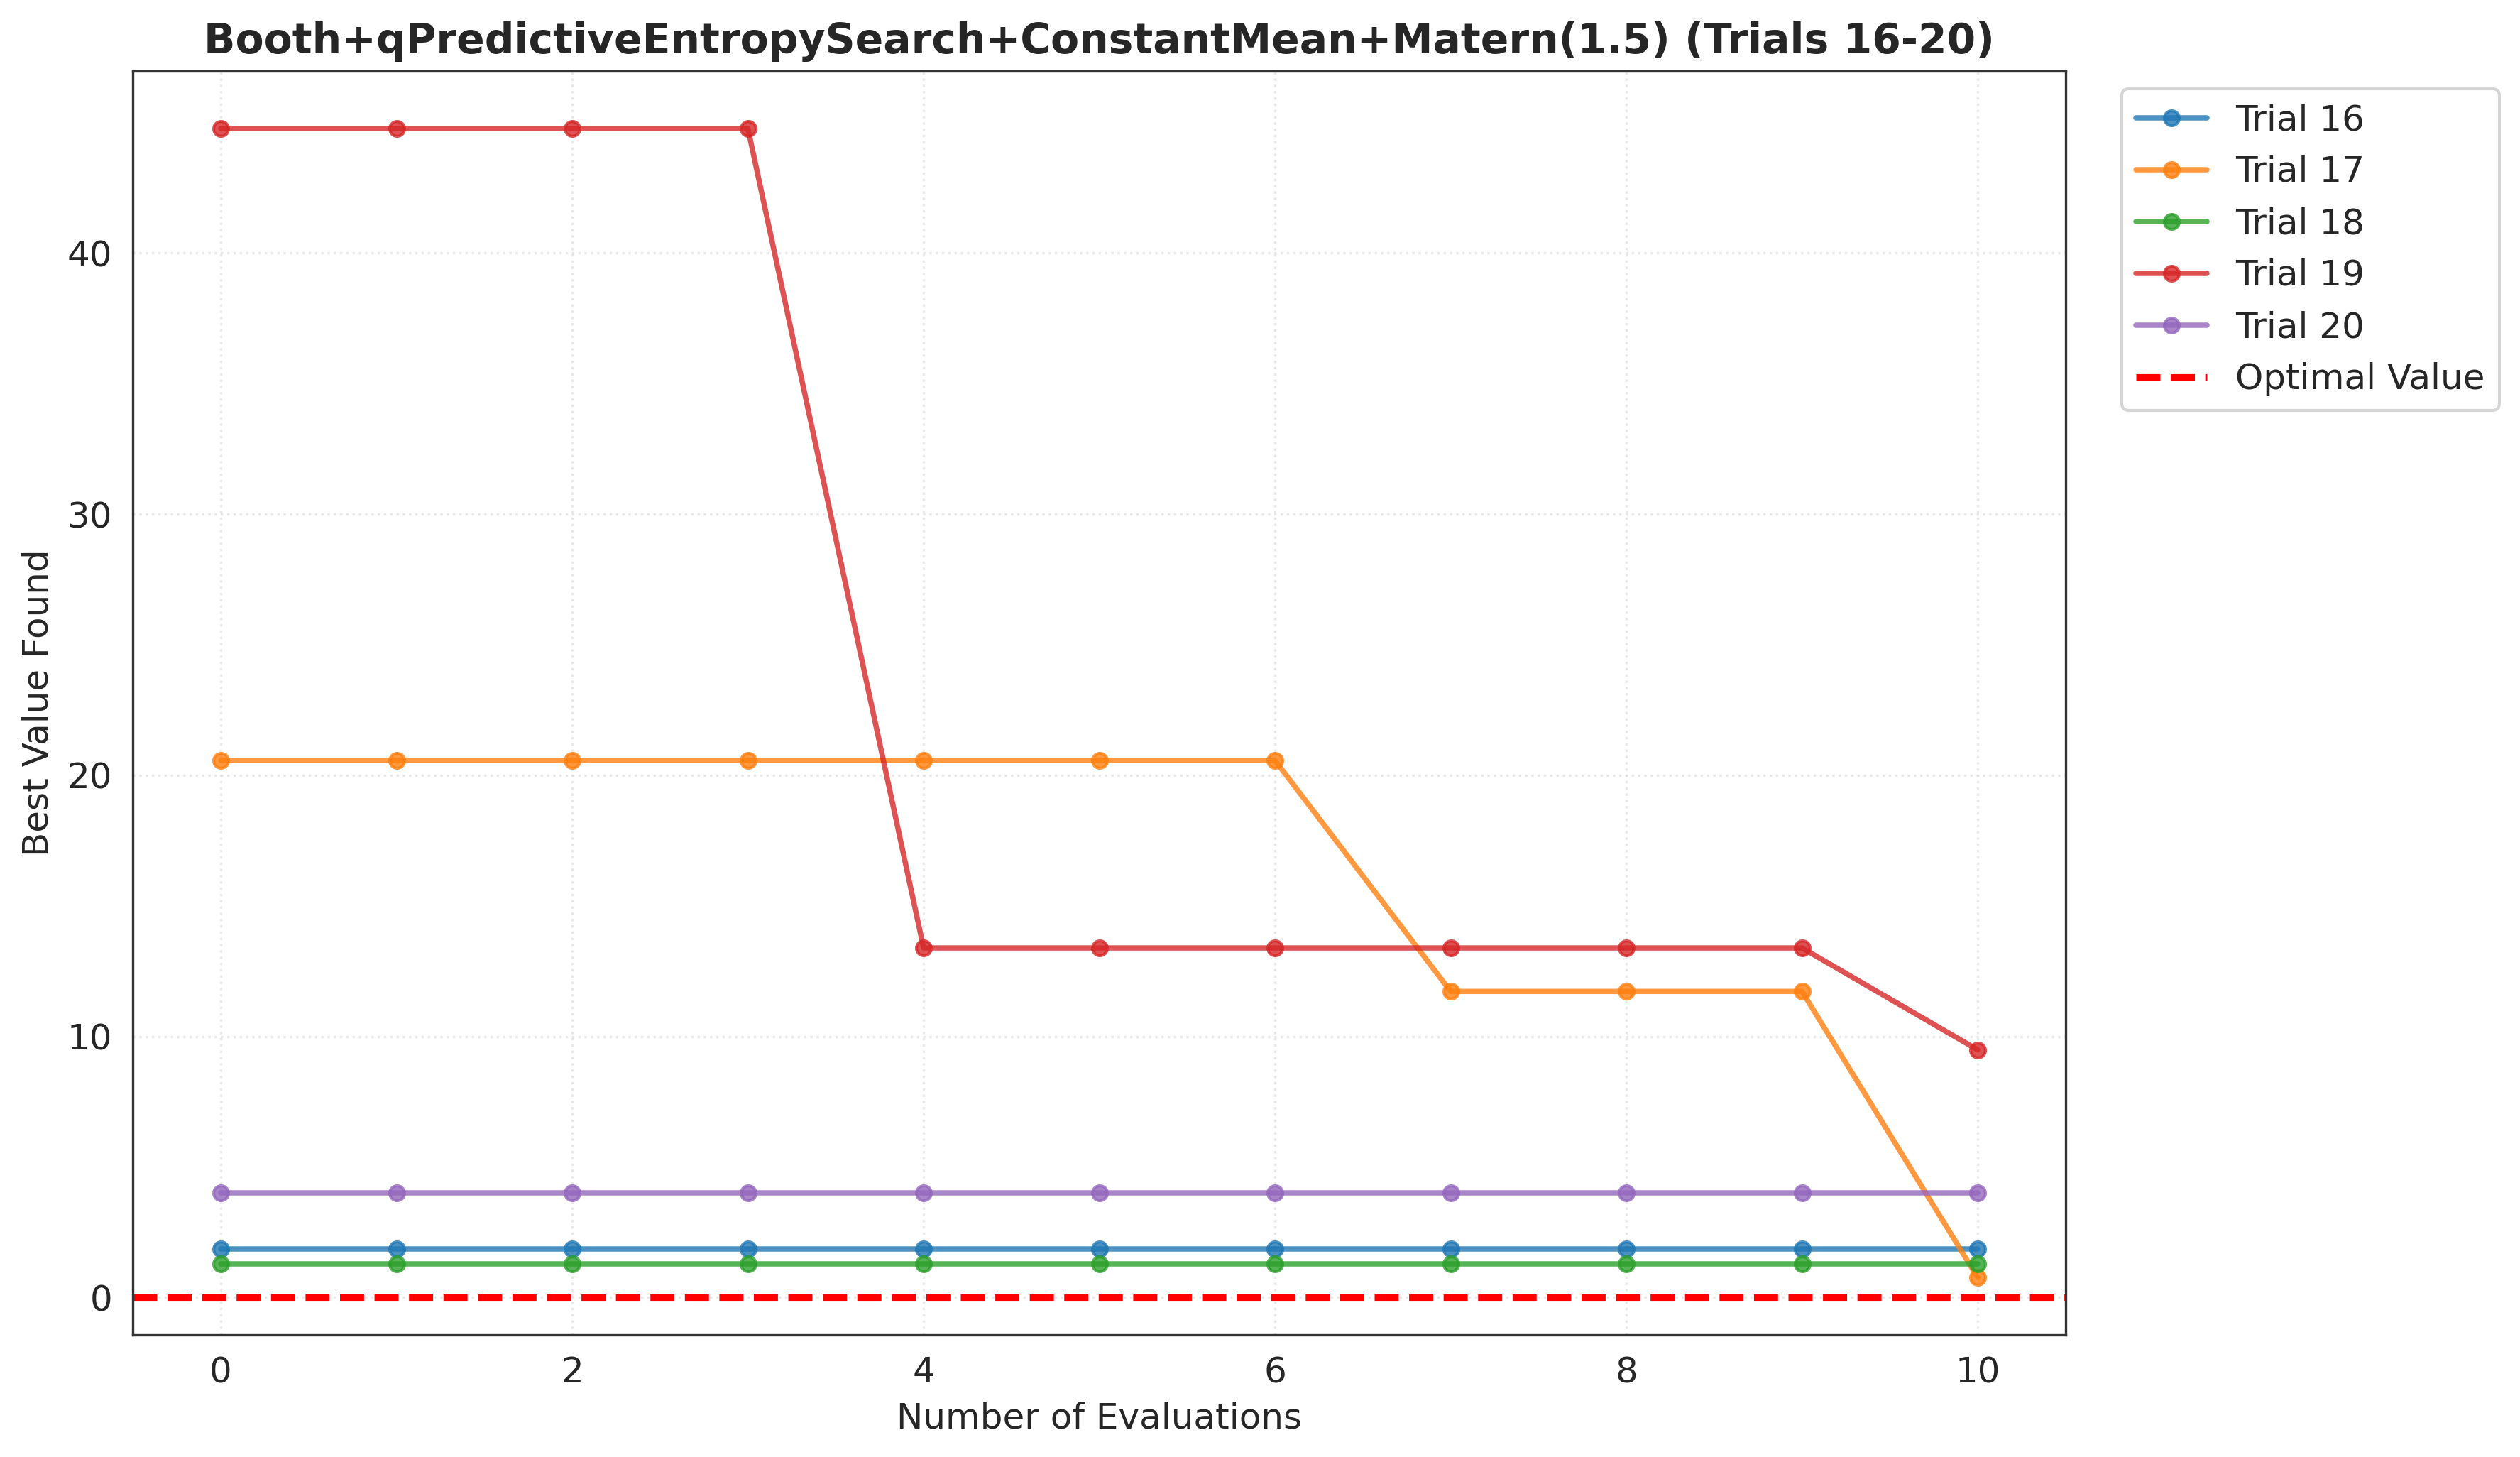 Booth+qPredictiveEntropySearch+ConstantMean+Matern(1.5) (Trials 16-20)
Trial 16
Trial 17
Trial 18
Trial 19
Trial 20
Optimal Value
Best Value Found
40
30
20
10
0
0 2 4 6 8 10
Number of Evaluations